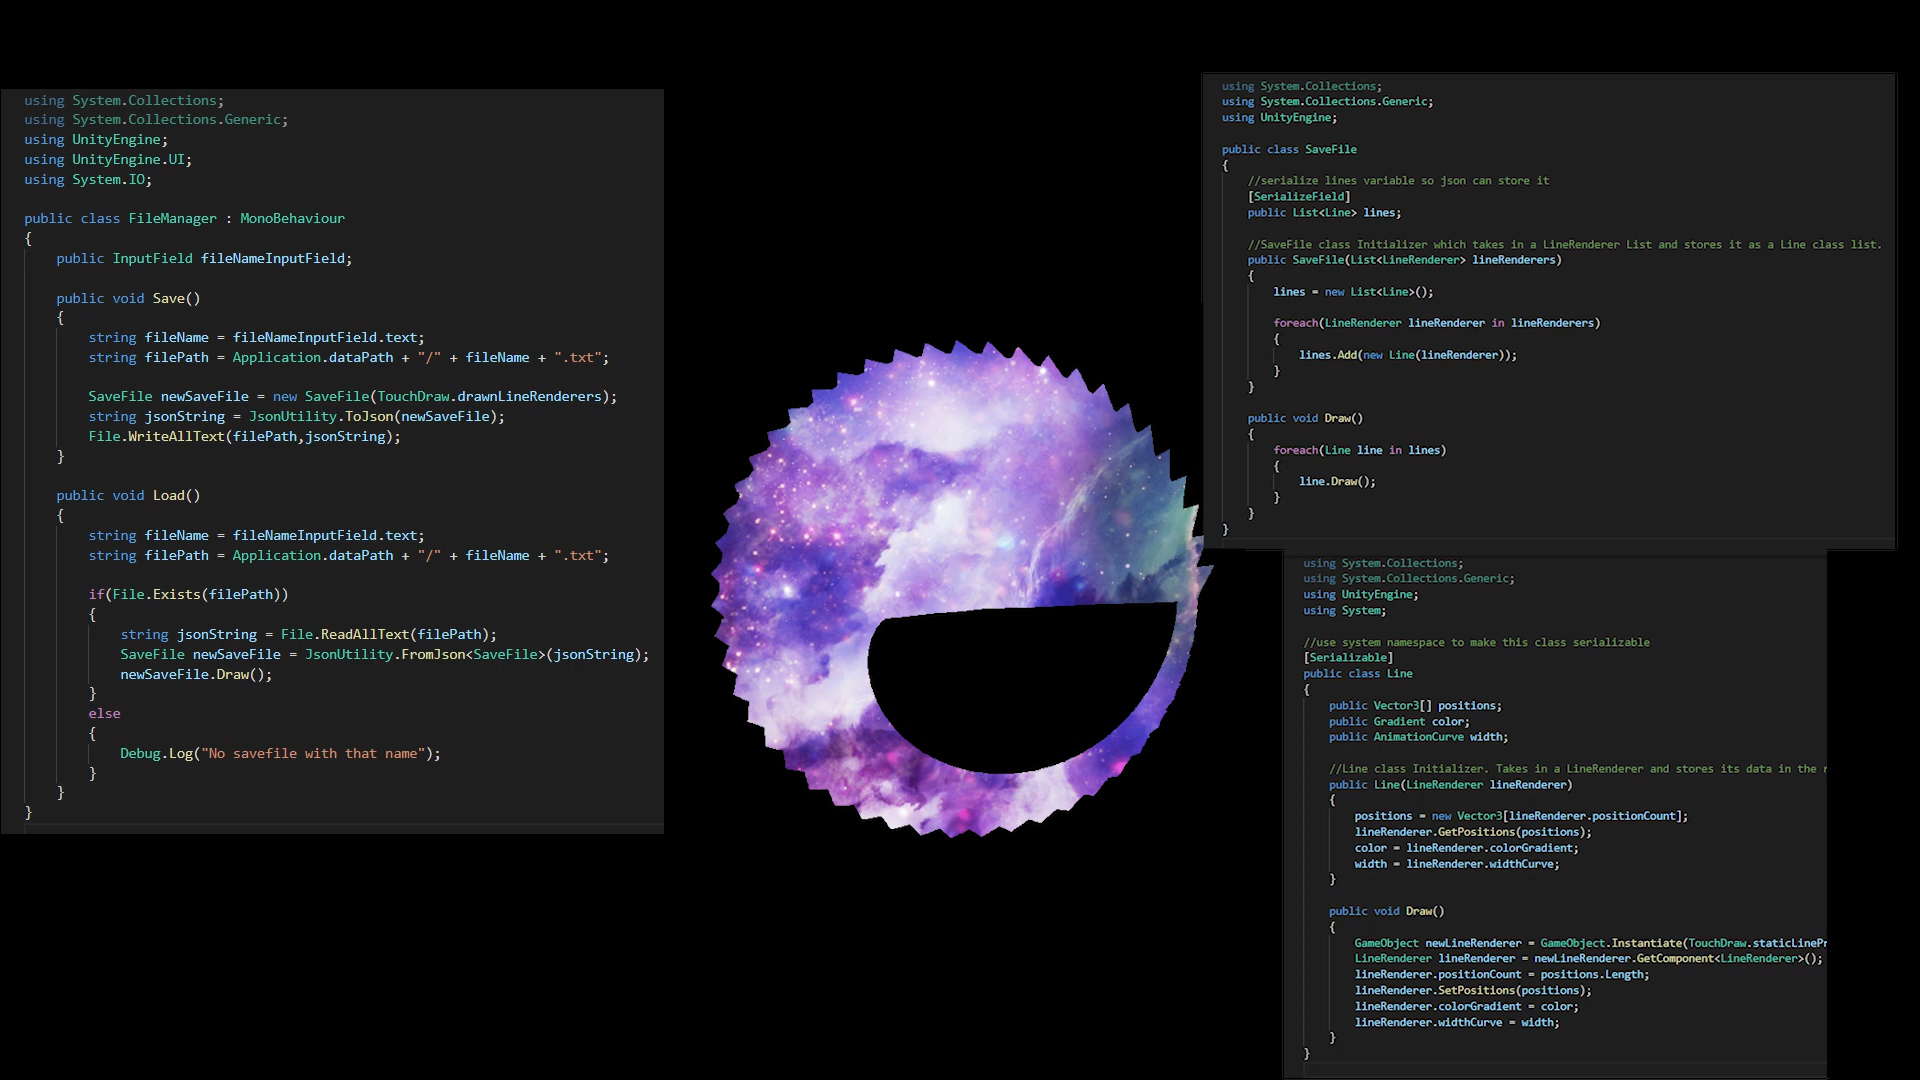 using System.Collections;
using System.Collections.Generic;
using UnityEngine;
using UnityEngine.UI;
using System.IO;
public class FileManager : MonoBehaviour
{
public InputField fileNameInputField;
public void Save()
{
string fileName = fileNameInputField.text;
string filePath = Application.dataPath + "/" + fileName + ".txt";
SaveFile newSaveFile = new SaveFile(TouchDraw.drawnLineRenderers);
string jsonString = JsonUtility.ToJson(newSaveFile);
File.WriteAllText(filePath,jsonString);
}
public void Load()
{
string fileName = fileNameInputField.text;
string filePath = Application.dataPath + "/" + fileName + ".txt";
if(File.Exists(filePath))
{
string jsonString = File.ReadAllText(filePath);
SaveFile newSaveFile = JsonUtility.FromJson<SaveFile>(jsonString);
newSaveFile.Draw();
}
else
{
Debug.Log("No savefile with that name");
}
}
}
using System.Collections;
using System.Collections.Generic;
using UnityEngine;
public class SaveFile
{
//serialize lines variable so json can store it
[SerializeField]
public List<Line> lines;
//SaveFile class Initializer which takes in a LineRenderer List and stores it as a Line class list.
public SaveFile(List<LineRenderer> lineRenderers)
{
lines = new List<Line>();
foreach(LineRenderer lineRenderer in lineRenderers)
{
lines.Add(new Line(lineRenderer));
}
}
public void Draw()
{
foreach(Line line in lines)
{
line.Draw();
}
}
}
using System.Collections;
using System.Collections.Generic;
using UnityEngine;
using System;
//use system namespace to make this class serializable
[Serializable]
public class Line
{
public Vector3[] positions;
public Gradient color;
public AnimationCurve width;
//Line class Initializer. Takes in a LineRenderer and stores its data in the
public Line(LineRenderer lineRenderer)
{
positions = new Vector3[lineRenderer.positionCount];
lineRenderer.GetPositions(positions);
color = lineRenderer.colorGradient;
width = lineRenderer.widthCurve;
}
public void Draw()
{
GameObject newLineRenderer = GameObject.Instantiate(TouchDraw.staticLinePr
LineRenderer lineRenderer = newLineRenderer.GetComponent<LineRenderer>();
lineRenderer.positionCount = positions.Length;
lineRenderer.SetPositions(positions);
lineRenderer.colorGradient = color;
lineRenderer.widthCurve = width;
}
}